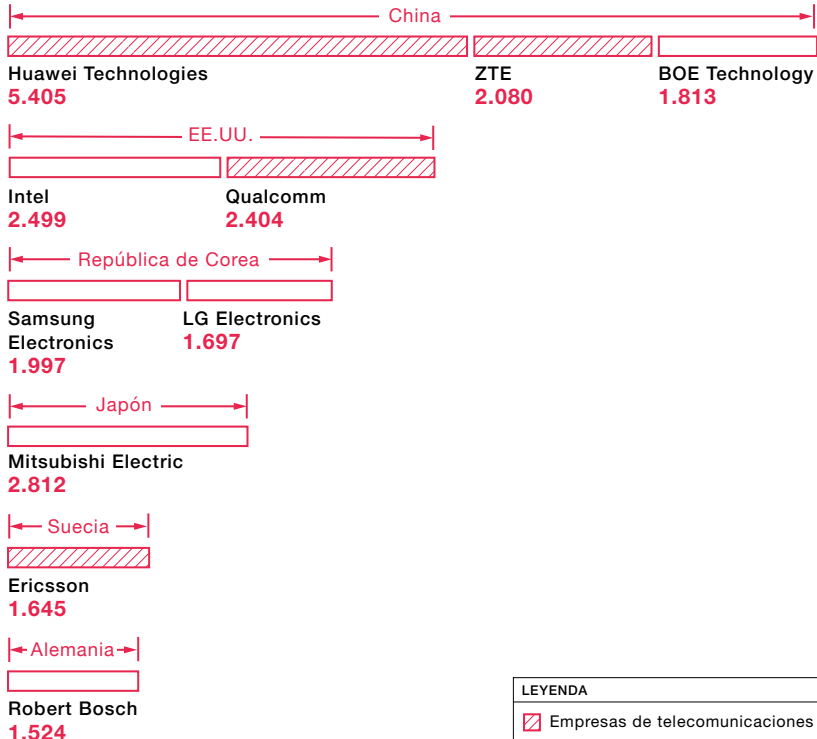 China
Huawei Technologies
5.405
ZTE
2.080
BOE Technology
1.813
EE.UU.
Intel
2.499
Qualcomm
2.404
República de Corea
Samsung
Electronics
1.997
LG Electronics
1.697
Japón
Mitsubishi Electric
2.812
Suecia
Ericsson
1.645
Alemania
Robert Bosch
1.524
LEYENDA
Empresas de telecomunicaciones